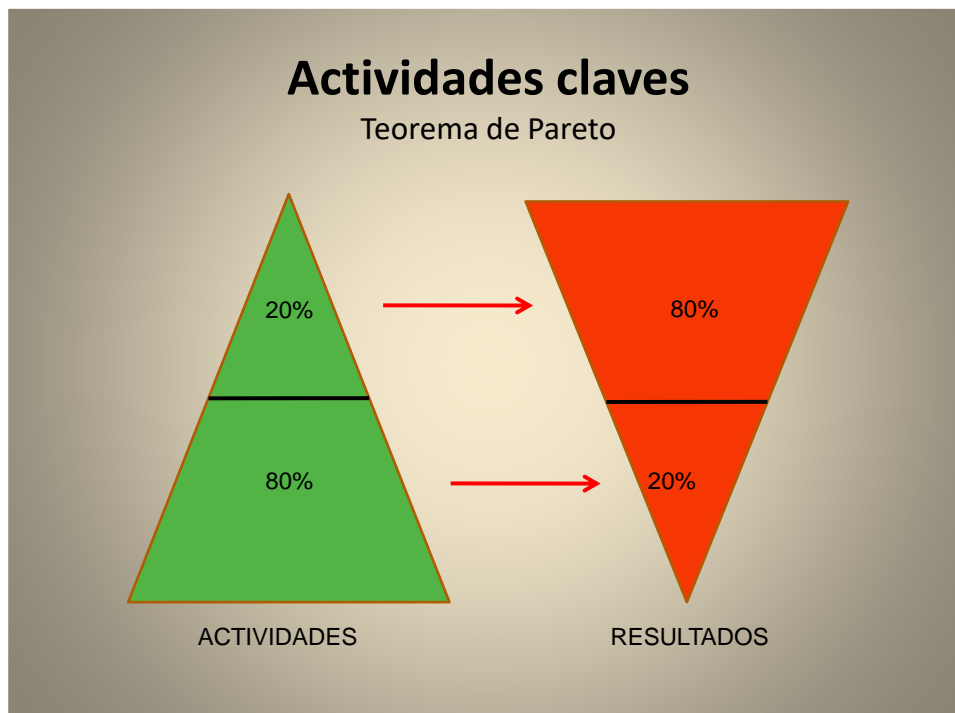 Actividades claves
Teorema de Pareto
20%
80%
80%
20%
ACTIVIDADES
RESULTADOS